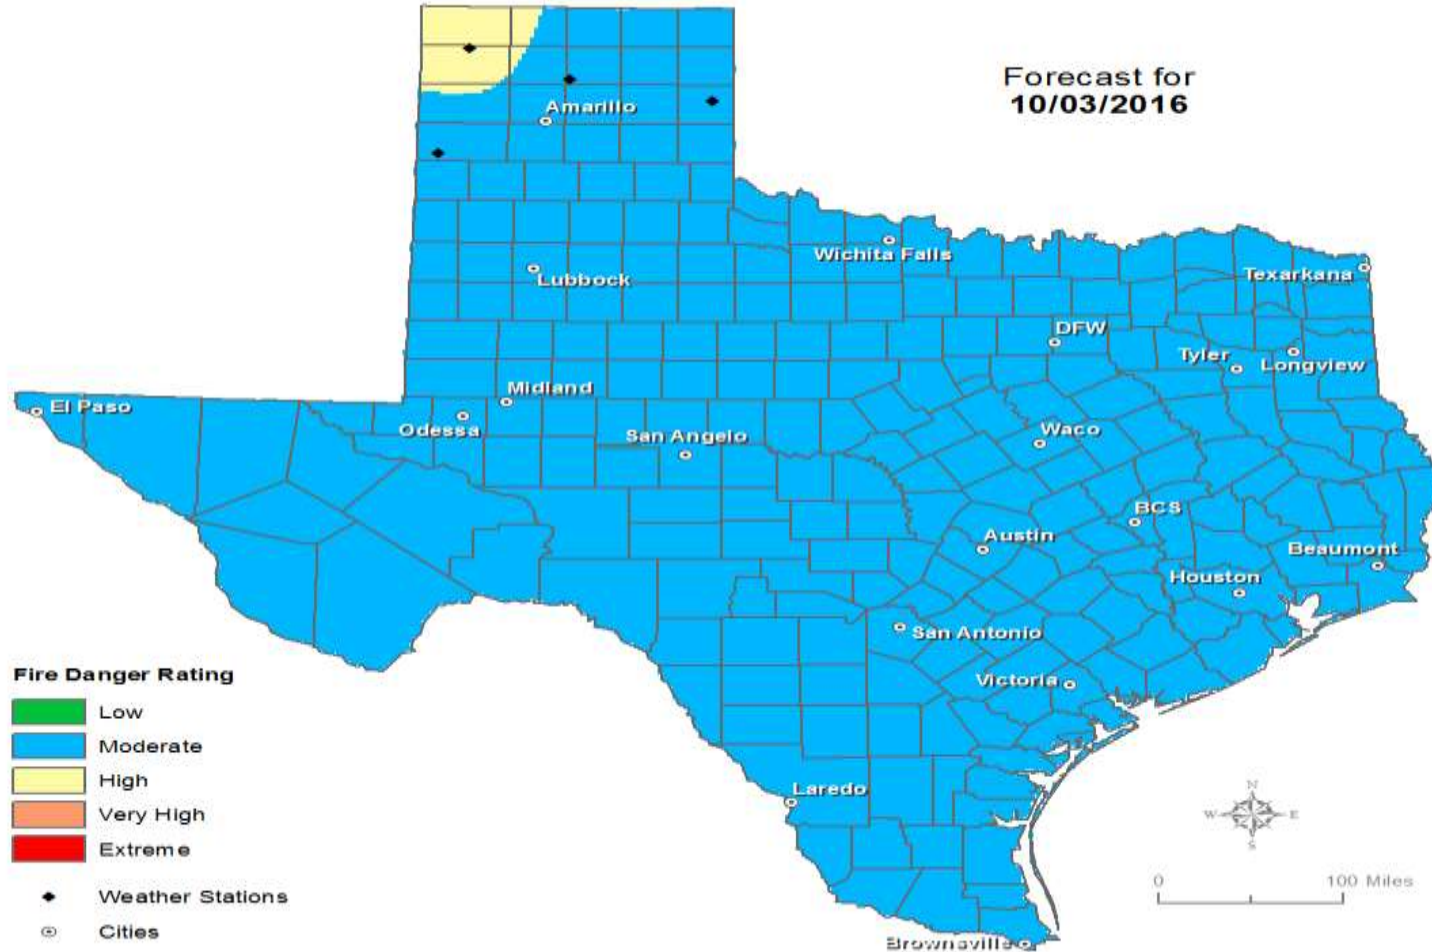 Forecast for
10/03/2016
Amarillo
Wichita Falls
Lubbock
Texarkana
DFW
Tyler
Longview
Midland
El Paso
Odessa
San Angelo
Waco
BCS
Austin
Beaumont
Houston
San Antonio
Victoria
Laredo
Brownsville
Fire Danger Rating
Low
Moderate
High
Very High
Extreme
Weather Stations
Cities
N
W E
S
0 100 Miles